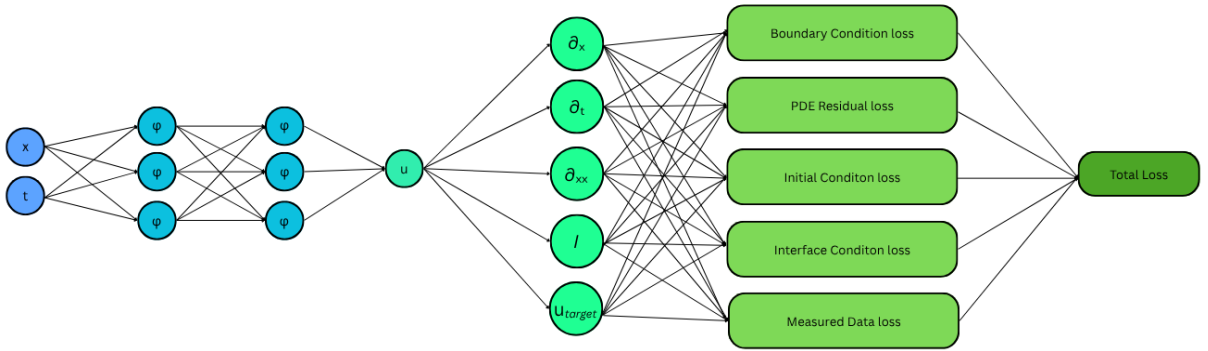 x
t
φ
φ
φ
φ
φ
φ
u
∂x
∂t
∂xx
I
utarget
Boundary Condition loss
PDE Residual loss
Initial Conditon loss
Interface Conditon loss
Measured Data loss
Total Loss